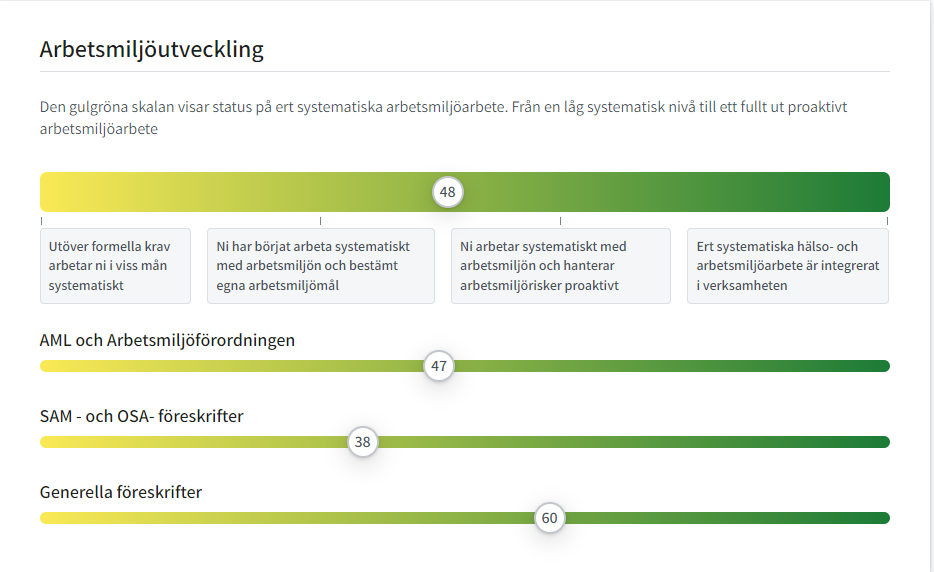 Arbetsmiljöutveckling
Den gulgröna skalan visar status på ert systematiska arbetsmiljöarbete. Från en låg systematisk nivå till ett fullt ut proaktivt
arbetsmiljöarbete
48
Utöver formella krav
arbetar ni i viss mån
systematiskt
Ni har börjat arbeta systematiskt
med arbetsmiljön och bestämt
egna arbetsmiljömål
Ni arbetar systematiskt med
arbetsmiljön och hanterar
arbetsmiljörisker proaktivt
Ert systematiska hälso- och
arbetsmiljöarbete är integrerat
i verksamheten
AML och Arbetsmiljöförordningen
47
SAM - och OSA- föreskrifter
38
Generella föreskrifter
60